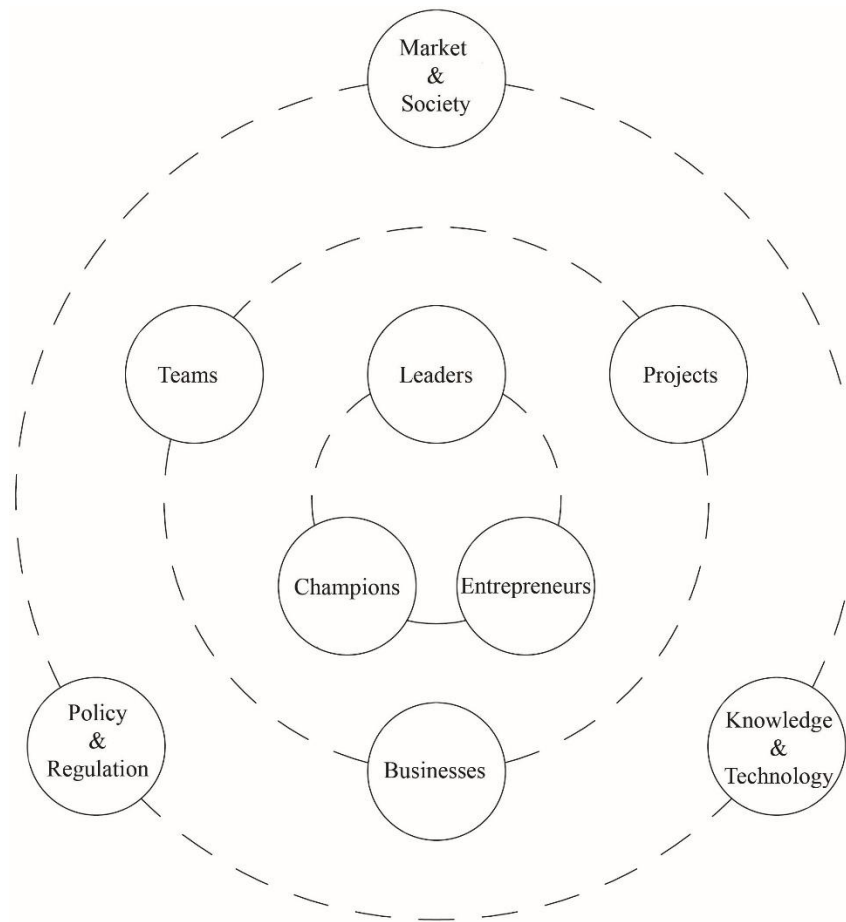 Market
&
Society
Teams
Leaders
Projects
Champions
Entrepreneurs
Policy
&
Regulation
Businesses
Knowledge
&
Technology